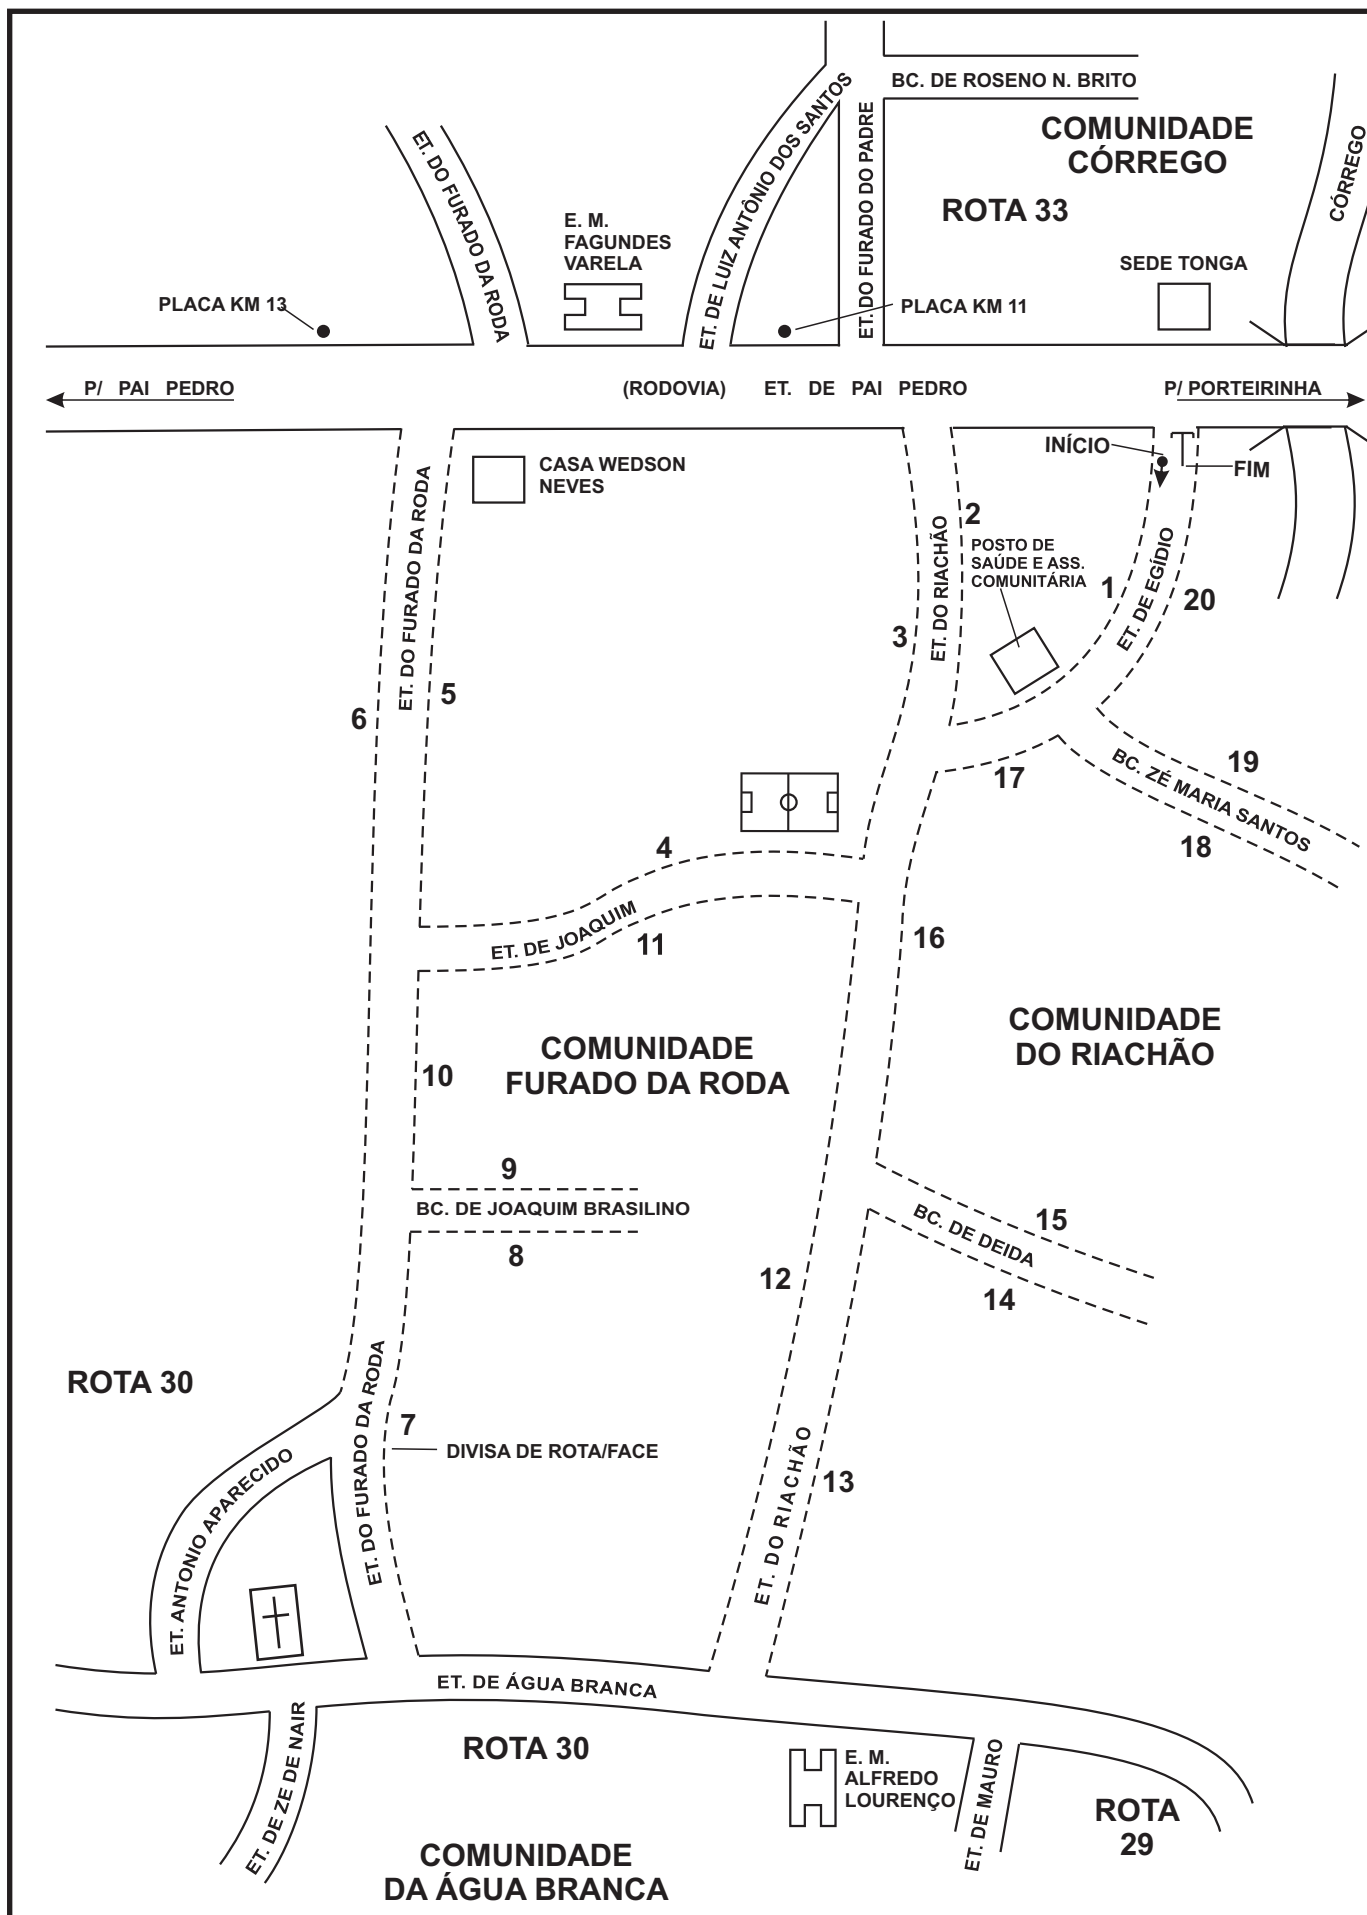 BC. DE ROSENO N. BRITO
COMUNIDADE
CÓRREGO
ROTA 33
CÓRREGO
ET. DO FURADO DA RODA
E. M.
FAGUNDES
VARELA
ET. DE LUIZ ANTÔNIO DOS SANTOS
ET. DO FURADO DO PADRE
SEDE TONGA
PLACA KM 13
PLACA KM 11
P/ PAI PEDRO
(RODOVIA) ET. DE PAI PEDRO
P/ PORTEIRINHA
INÍCIO
FIM
CASA WEDSON
NEVES
ET. DO FURADO DA RODA
ET. DO RIACHÃO
2
POSTO DE
SAÚDE E ASS.
COMUNITÁRIA
1
ET. DE EGÍDIO
20
3
5
6
19
BC. ZÉ MARIA SANTOS
17
18
4
ET. DE JOAQUIM
11
16
COMUNIDADE
DO RIACHÃO
COMUNIDADE
FURADO DA RODA
10
9
BC. DE JOAQUIM BRASILINO
8
15
BC. DE DEIDA
14
12
ROTA 30
ET. DO FURADO DA RODA
7
DIVISA DE ROTA/FACE
ET. DO RIACHÃO
13
ET. ANTONIO APARECIDO
ET. DE ÁGUA BRANCA
ET. DE ZE DE NAIR
ROTA 30
E. M.
ALFREDO
LOURENÇO
ET. DE MAURO
ROTA
29
COMUNIDADE
DA ÁGUA BRANCA